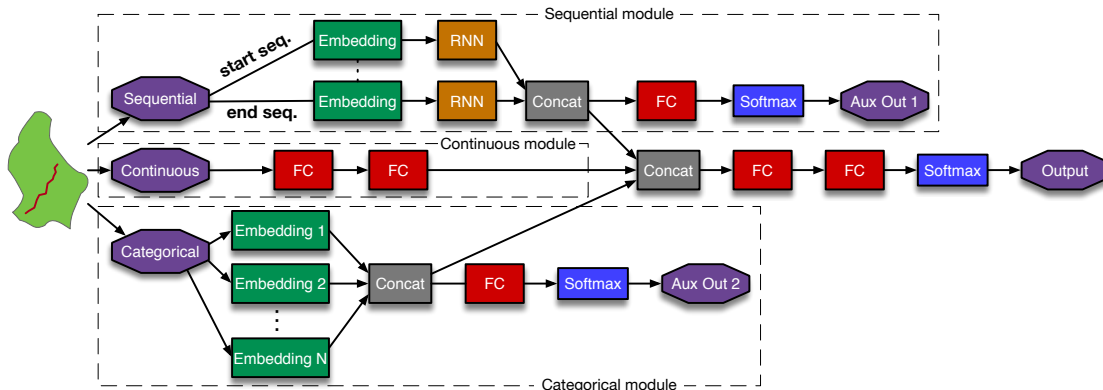 Sequential module
start seq.
Embedding
RNN
Sequential
end seq.
Embedding
RNN
Concat
FC
Softmax
Aux Out 1
Continuous module
Continuous
FC
FC
Concat
FC
FC
Softmax
Output
Categorical
Embedding 1
Embedding 2
Concat
FC
Softmax
Aux Out 2
Embedding N
Categorical module